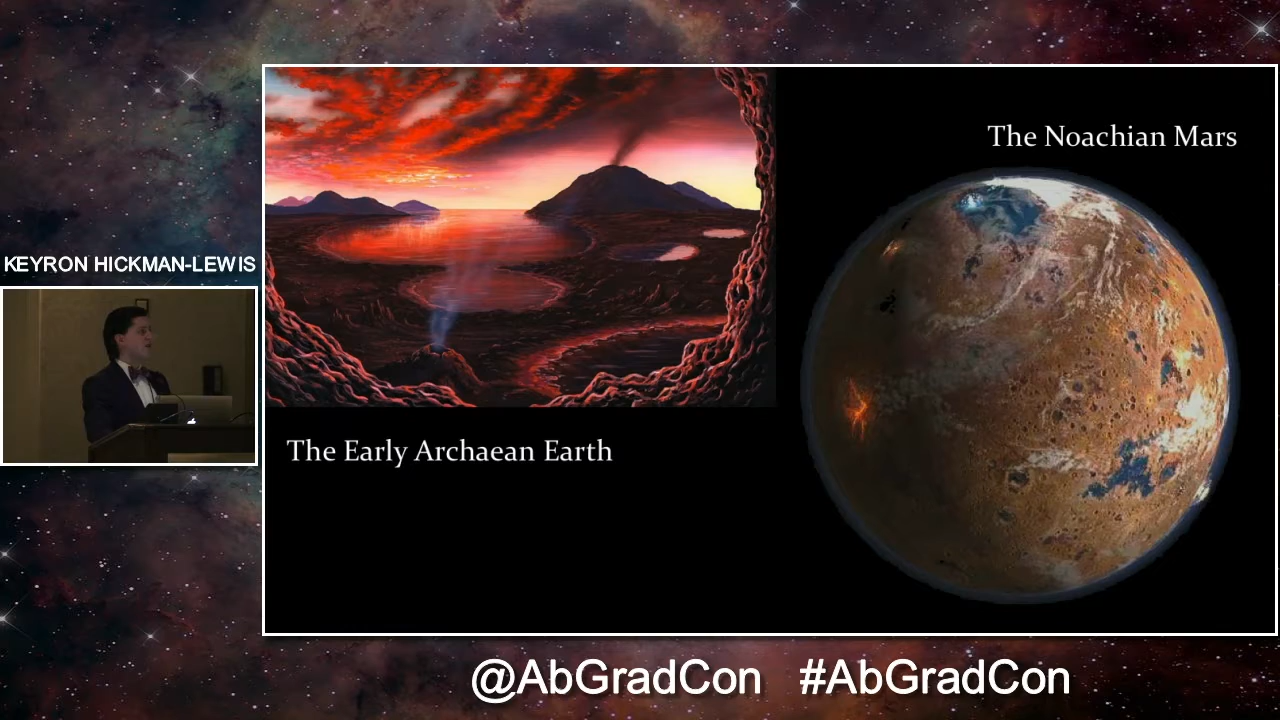 The Noachian Mars
KEYRON HICKMAN-LEWIS
The Early Archaean Earth
@AbGradCon #AbGradCon